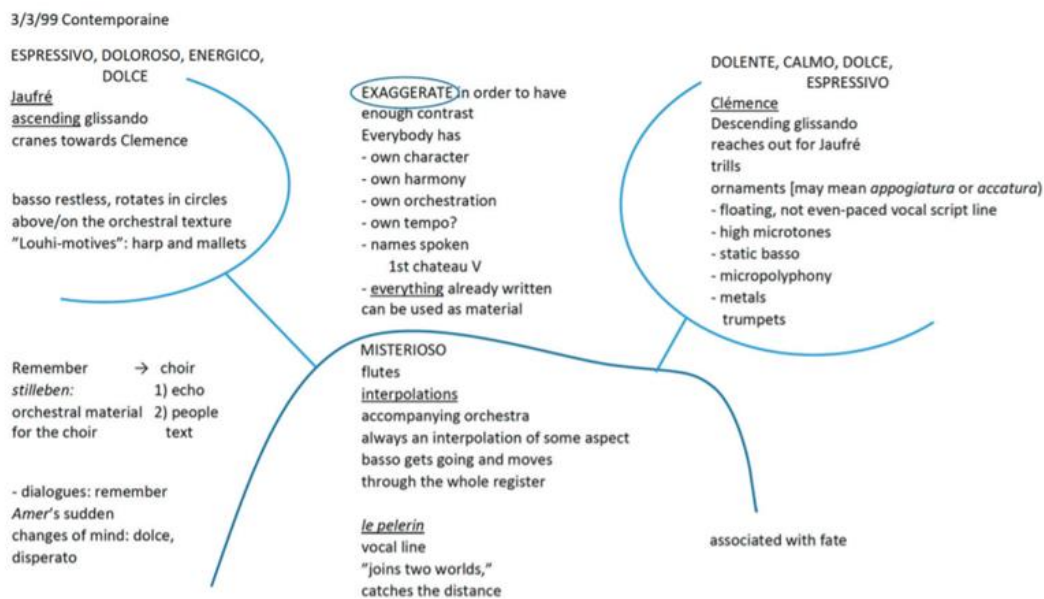 3/3/99 Contemporaine
ESPRESSIVO, DOLOROSO, ENERGICO,
DOLCE
Jaufré
ascending glissando
cranes towards Clemence
basso restless, rotates in circles
above/on the orchestral texture
"Louhi-motives": harp and mallets
EXAGGERATE in order to have
enough contrast
Everybody has
- own character
- own harmony
- own orchestration
- own tempo?
- names spoken
1st chateau V
- everything already written
can be used as material
DOLENTE, CALMO, DOLCE,
ESPRESSIVO
Clémence
Descending glissando
reaches out for Jaufré
trills
ornaments [may mean appogiatura or accatura)
- floating, not even-paced vocal script line
- high microtones
- static basso
- micropolyphony
- metals
trumpets
Remember → choir
stilleben: 1) echo
orchestral material 2) people
for the choir text
- dialogues: remember
Amer's sudden
changes of mind: dolce,
disperato
MISTERIOSO
flutes
interpolations
accompanying orchestra
always an interpolation of some aspect
basso gets going and moves
through the whole register
le pelerin
vocal line
"joins two worlds,"
catches the distance
associated with fate